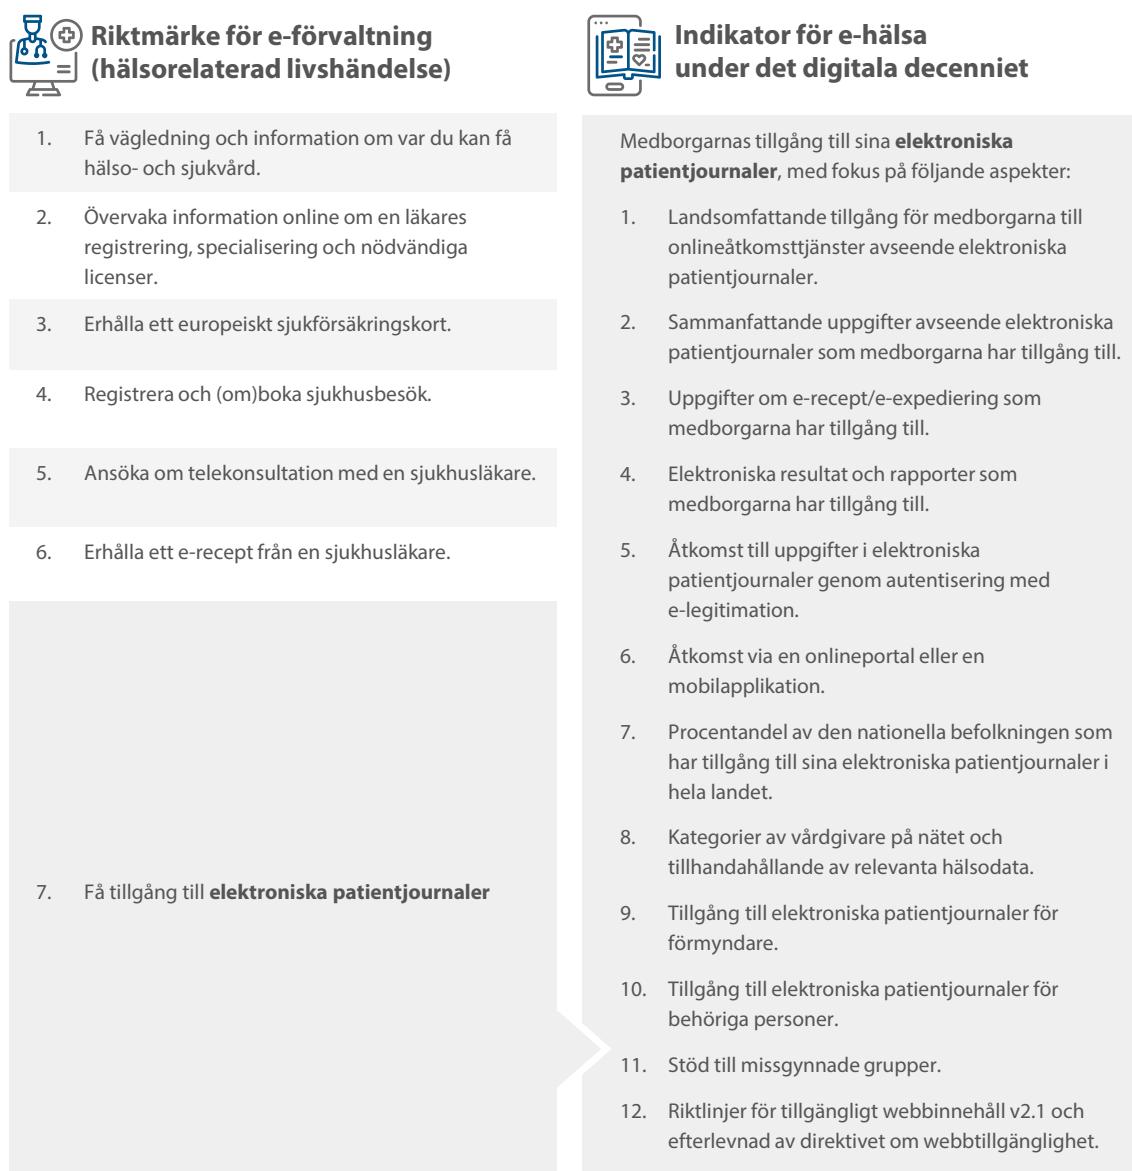 Riktmärke för e-förvaltning
(hälsorelaterad livshändelse)
1. Få vägledning och information om var du kan få
hälso- och sjukvård.
2. Övervaka information online om en läkares
registrering, specialisering och nödvändiga
licenser.
3. Erhålla ett europeiskt sjukförsäkringskort.
4. Registrera och (om)boka sjukhusbesök.
5. Ansöka om telekonsultation med en sjukhusläkare.
6. Erhålla ett e-recept från en sjukhusläkare.
7. Få tillgång till elektroniska patientjournaler
Indikator för e-hälsa
under det digitala decenniet
Medborgarnas tillgång till sina elektroniska
patientjournaler, med fokus på följande aspekter:
1. Landsomfattande tillgång för medborgarna till
onlineåtkomsttjänster avseende elektroniska
patientjournaler.
2. Sammanfattande uppgifter avseende elektroniska
patientjournaler som medborgarna har tillgång till.
3. Uppgifter om e-recept/e-expediering som
medborgarna har tillgång till.
4. Elektroniska resultat och rapporter som
medborgarna har tillgång till.
5. Åtkomst till uppgifter i elektroniska
patientjournaler genom autentisering med
e-legitimation.
6. Åtkomst via en onlineportal eller en
mobilapplikation.
7. Procentandel av den nationella befolkningen som
har tillgång till sina elektroniska patientjournaler i
hela landet.
8. Kategorier av vårdgivare på nätet och
tillhandahållande av relevanta hälsodata.
9. Tillgång till elektroniska patientjournaler för
förmyndare.
10. Tillgång till elektroniska patientjournaler för
behöriga personer.
11. Stöd till missgynnade grupper.
12. Riktlinjer för tillgängligt webbinnehåll v2.1 och
efterlevnad av direktivet om webbtillgänglighet.